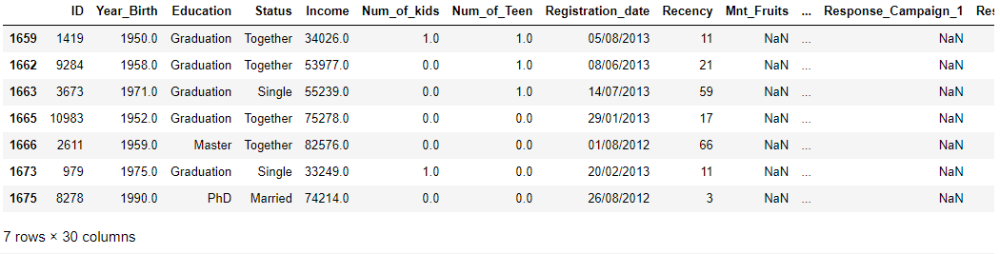 ID Year_Birth Education Status Income Num_of_kids Num_of_Teen Registration_date Recency Mnt_Fruits ... Response_Campaign_1 Res
1659 1419 1950.0 Graduation Together 34026.0 1.0 1.0 05/08/2013 11 NaN ... NaN
1662 9284 1958.0 Graduation Together 53977.0 0.0 1.0 08/06/2013 21 NaN ... NaN
1663 3673 1971.0 Graduation Single 55239.0 0.0 1.0 14/07/2013 59 NaN ... NaN
1665 10983 1952.0 Graduation Together 75278.0 0.0 0.0 29/01/2013 17 NaN ... NaN
1666 2611 1959.0 Master Together 82576.0 0.0 0.0 01/08/2012 66 NaN ... NaN
1673 979 1975.0 Graduation Single 33249.0 1.0 0.0 20/02/2013 11 NaN ... NaN
1675 8278 1990.0 PhD Married 74214.0 0.0 0.0 26/08/2012 3 NaN ... NaN
7 rows × 30 columns